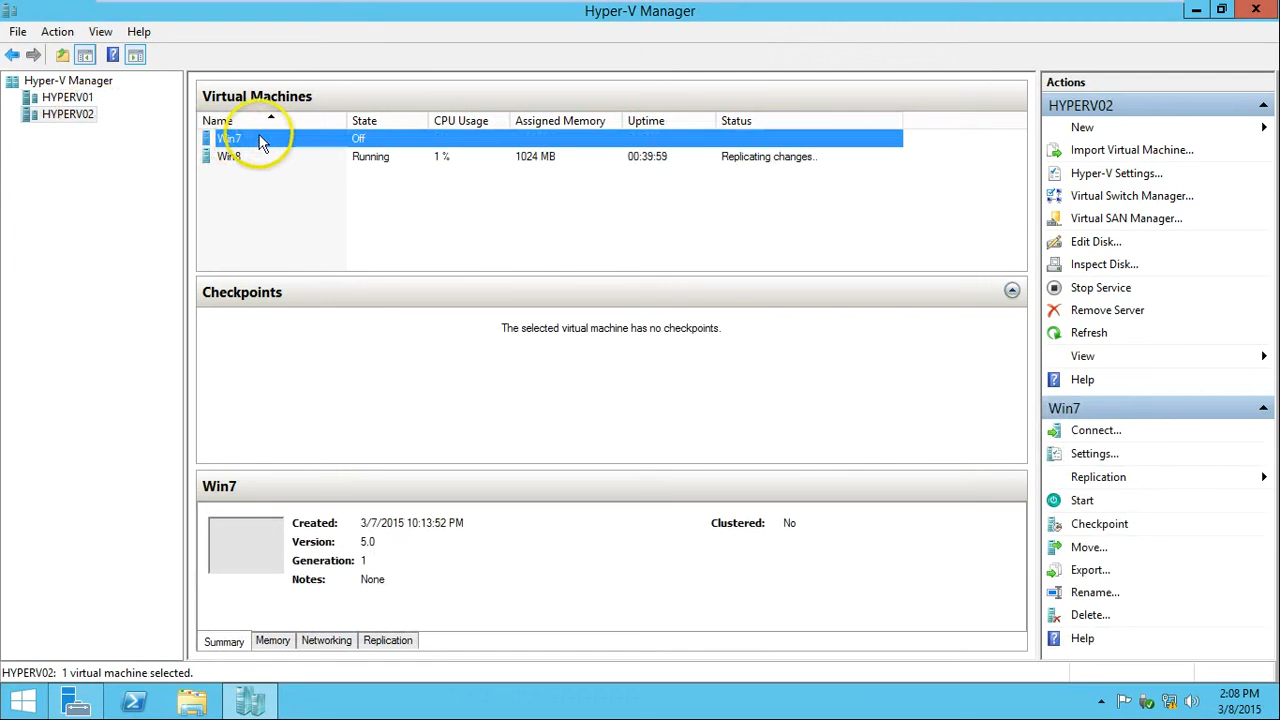 Hyper-V Manager
File Action View Help
Hyper-V Manager
HYPERV01
HYPERV02
Virtual Machines
Name State CPU Usage Assigned Memory Uptime Status
Win7 Off
Win8 Running 1 % 1024 MB 00:39:59 Replicating changes..
Checkpoints
The selected virtual machine has no checkpoints.
Win7
Created: 3/7/2015 10:13:52 PM Clustered: No
Version: 5.0
Generation: 1
Notes: None
Summary Memory Networking Replication
Actions
HYPERV02
New
Import Virtual Machine...
Hyper-V Settings...
Virtual Switch Manager...
Virtual SAN Manager...
Edit Disk...
Inspect Disk...
Stop Service
Remove Server
Refresh
View
Help
Win7
Connect...
Settings...
Replication
Start
Checkpoint
Move...
Export...
Rename...
Delete...
Help
HYPERV02: 1 virtual machine selected.
2:08 PM
3/8/2015